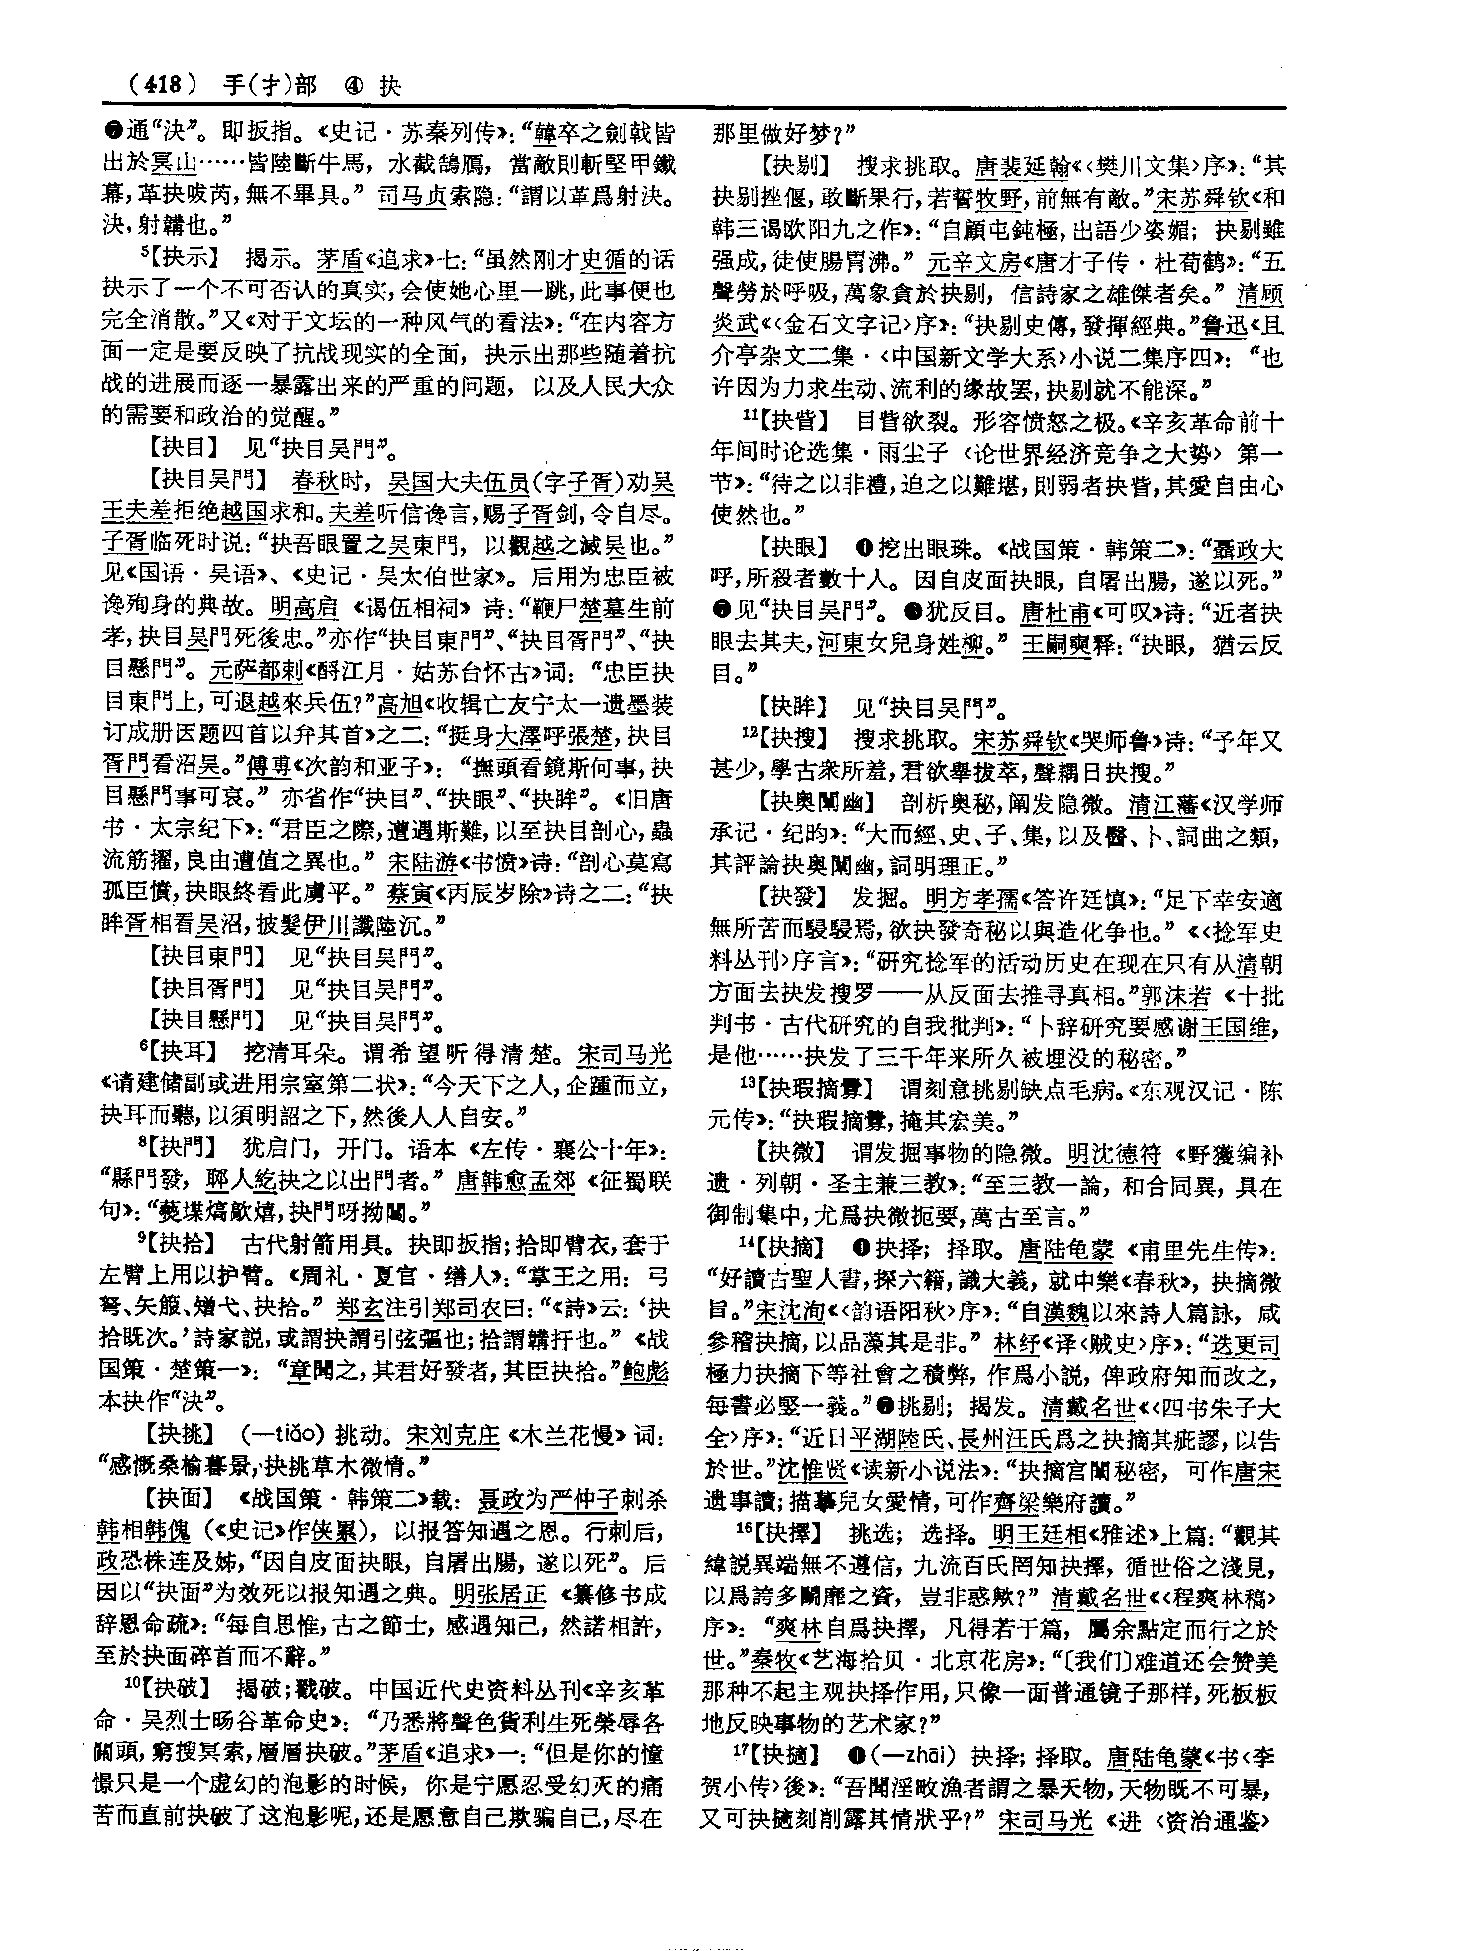 (418) 手(扌)部 ④ 抉
❼通“決”。即扳指。《史记·苏秦列传》：“韓卒之劍戟皆
出於冥山……皆陸斷牛馬，水截鵠鴈，當敵則斬堅甲鐵
幕，革抉㕹芮，無不畢具。”司马贞索隐：“謂以革爲射決。
決，射鞲也。”
5【抉示】 揭示。茅盾《追求》七：“虽然刚才史循的话
抉示了一个不可否认的真实，会使她心里一跳，此事便也
完全消散。”又《对于文坛的一种风气的看法》：“在内容方
面一定是要反映了抗战现实的全面，抉示出那些随着抗
战的进展而逐一暴露出来的严重的问题，以及人民大众
的需要和政治的觉醒。”
【抉目】 见“抉目吴門”。
【抉目吴門】 春秋时，吴国大夫伍员(字子胥)劝吴
王夫差拒绝越国求和。夫差听信谗言，赐子胥剑，令自尽。
子胥临死时说：“抉吾眼置之吴東門，以觀越之滅吴也。”
见《国语·吴语》、《史记·吴太伯世家》。后用为忠臣被
谗殉身的典故。明高启《谒伍相祠》诗：“鞭尸楚墓生前
孝，抉目吴門死後忠。”亦作“抉目東門”、“抉目胥門”、“抉
目懸門”。元萨都剌《酹江月·姑苏台怀古》词：“忠臣抉
目東門上，可退越來兵伍？”高旭《收辑亡友宁太一遗墨装
订成册因题四首以弁其首》之二：“挺身大澤呼張楚，抉目
胥門看沼吴。”傅尃《次韵和亚子》：“撫頭看鏡斯何事，抉
目懸門事可哀。”亦省作“抉目”、“抉眼”、“抉眸”。《旧唐
书·太宗纪下》：“君臣之際，遭遇斯難，以至抉目剖心，蟲
流筋擢，良由遭值之異也。”宋陆游《书愤》诗：“剖心莫寫
孤臣憤，抉眼終看此虜平。”蔡寅《丙辰岁除》诗之二：“抉
眸胥相看吴沼，披髮伊川讖陸沉。”
【抉目東門】 见“抉目吴門”。
【抉目胥門】 见“抉目吴門”。
【抉目懸門】 见“抉目吴門”。
6【抉耳】 挖清耳朵。谓希望听得清楚。宋司马光
《请建储副或进用宗室第二状》：“今天下之人，企踵而立，
抉耳而聽，以須明詔之下，然後人人自安。”
8【抉門】 犹启门，开门。语本《左传·襄公十年》：
“縣門發，郰人紇抉之以出門者。”唐韩愈孟郊《征蜀联
句》：“㷊堞熇歊熺，抉門呀拗闔。”
9【抉拾】 古代射箭用具。抉即扳指；拾即臂衣，套于
左臂上用以护臂。《周礼·夏官·缮人》：“掌王之用：弓
弩、矢箙、矰弋、抉拾。”郑玄注引郑司农曰：“《詩》云：‘抉
拾既次。’詩家説，或謂抉謂引弦彄也；拾謂韝扞也。”《战
国策·楚策一》：“章聞之，其君好發者，其臣抉拾。”鲍彪
本抉作“決”。
【抉挑】 (—tiǎo) 挑动。宋刘克庄《木兰花慢》词：
“感慨桑榆暮景，抉挑草木微情。”
【抉面】 《战国策·韩策二》载：聂政为严仲子刺杀
韩相韩傀(《史记》作侠累)，以报答知遇之恩。行刺后，
政恐株连及姊，“因自皮面抉眼，自屠出腸，遂以死”。后
因以“抉面”为效死以报知遇之典。明张居正《纂修书成
辞恩命疏》：“每自思惟，古之節士，感遇知己，然諾相許，
至於抉面碎首而不辭。”
10【抉破】 揭破；戳破。中国近代史资料丛刊《辛亥革
命·吴烈士旸谷革命史》：“乃悉將聲色貨利生死榮辱各
關頭，窮搜冥索，層層抉破。”茅盾《追求》一：“但是你的憧
憬只是一个虚幻的泡影的时候，你是宁愿忍受幻灭的痛
苦而直前抉破了这泡影呢，还是愿意自己欺骗自己，尽在
那里做好梦？”
【抉剔】 搜求挑取。唐裴延翰《〈樊川文集〉序》：“其
抉剔挫偃，敢斷果行，若誓牧野，前無有敵。”宋苏舜钦《和
韩三谒欧阳九之作》：“自顧屯鈍極，出語少姿媚；抉剔雖
强成，徒使腸胃沸。”元辛文房《唐才子传·杜荀鹤》：“五
聲勞於呼吸，萬象貪於抉剔，信詩家之雄傑者矣。”清顾
炎武《〈金石文字记〉序》：“抉剔史傳，發揮經典。”鲁迅《且
介亭杂文二集·〈中国新文学大系〉小说二集序四》：“也
许因为力求生动、流利的缘故罢，抉剔就不能深。”
11【抉眥】 目眥欲裂。形容愤怒之极。《辛亥革命前十
年间时论选集·雨尘子〈论世界经济竞争之大势〉第一
节》：“待之以非禮，迫之以難堪，則弱者抉眥，其愛自由心
使然也。”
【抉眼】 ❶挖出眼珠。《战国策·韩策二》：“聶政大
呼，所殺者數十人。因自皮面抉眼，自屠出腸，遂以死。”
❷见“抉目吴門”。❸犹反目。唐杜甫《可叹》诗：“近者抉
眼去其夫，河東女兒身姓柳。”王嗣奭释：“抉眼，猶云反
目。”
【抉眸】 见“抉目吴門”。
12【抉搜】 搜求挑取。宋苏舜钦《哭师鲁》诗：“予年又
甚少，學古衆所羞，君欲舉拔萃，聲耦日抉搜。”
【抉奥闡幽】 剖析奥秘，阐发隐微。清江藩《汉学师
承记·纪昀》：“大而經、史、子、集，以及醫、卜、詞曲之類，
其評論抉奥闡幽，詞明理正。”
【抉發】 发掘。明方孝孺《答许廷慎》：“足下幸安適
無所苦而駸駸焉，欲抉發奇秘以與造化争也。”《〈捻军史
料丛刊〉序言》：“研究捻军的活动历史在现在只有从清朝
方面去抉发搜罗——从反面去推寻真相。”郭沫若《十批
判书·古代研究的自我批判》：“卜辞研究要感谢王国维，
是他……抉发了三千年来所久被埋没的秘密。”
13【抉瑕摘釁】 谓刻意挑剔缺点毛病。《东观汉记·陈
元传》：“抉瑕摘釁，掩其宏美。”
【抉微】 谓发掘事物的隐微。明沈德符《野獲编补
遗·列朝·圣主兼三教》：“至三教一論，和合同異，具在
御制集中，尤爲抉微扼要，萬古至言。”
14【抉摘】 ❶抉择；择取。唐陆龟蒙《甫里先生传》：
“好讀古聖人書，探六籍，識大義，就中樂《春秋》，抉摘微
旨。”宋沈洵《〈韵语阳秋〉序》：“自漢魏以來詩人篇詠，咸
參稽抉摘，以品藻其是非。”林纾《译〈贼史〉序》：“迭更司
極力抉摘下等社會之積弊，作爲小説，俾政府知而改之，
每書必竪一義。”❷挑剔；揭发。清戴名世《〈四书朱子大
全〉序》：“近日平湖陸氏、長州汪氏爲之抉摘其疵謬，以告
於世。”沈惟贤《读新小说法》：“抉摘宫闈秘密，可作唐宋
遺事讀；描摹兒女愛情，可作齊梁樂府讀。”
16【抉擇】 挑选；选择。明王廷相《雅述》上篇：“觀其
緯説異端無不遵信，九流百氏罔知抉擇，循世俗之淺見，
以爲誇多鬭靡之資，豈非惑歟？”清戴名世《〈程爽林稿〉
序》：“爽林自爲抉擇，凡得若干篇，屬余點定而行之於
世。”秦牧《艺海拾贝·北京花房》：“〔我们〕难道还会赞美
那种不起主观抉择作用，只像一面普通镜子那样，死板板
地反映事物的艺术家？”
17【抉擿】 ❶(—zhāi) 抉择；择取。唐陆龟蒙《书〈李
贺小传〉後》：“吾聞淫畋漁者謂之暴天物，天物既不可暴，
又可抉擿刻削露其情狀乎？”宋司马光《进〈资治通鉴〉